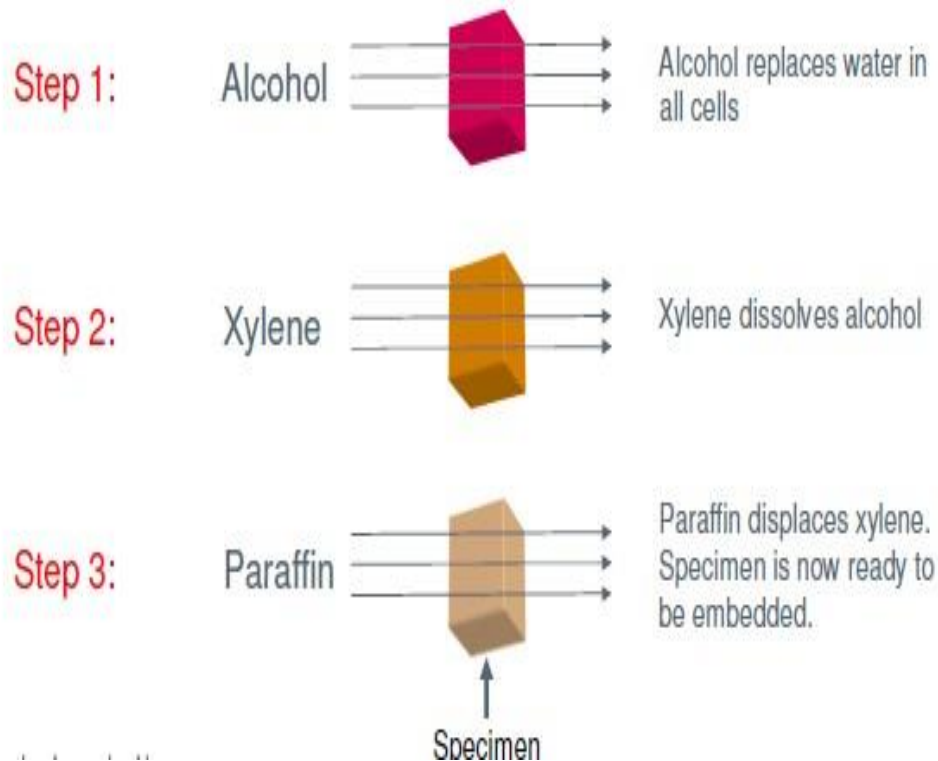 Step 1:
Alcohol
Alcohol replaces water in
all cells
Step 2:
Xylene
Xylene dissolves alcohol
Step 3:
Paraffin
Paraffin displaces xylene.
Specimen is now ready to
be embedded.
Specimen